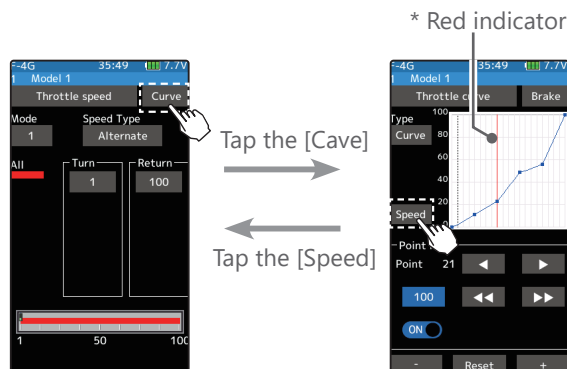 * Red indicator
F-4G 35:49 7.7V
1 Model 1
Throttle speed Curve
Mode Speed Type
1 Alternate
All
Turn Return
1 100
1 50 100
Tap the [Cave]
Tap the [Speed]
-4G 35:49 7.7V
1 Model 1
Throttle curve Brake
Type
Curve
100
80
60
40
20
Speed
Point
Point 21
100
ON
- Reset +